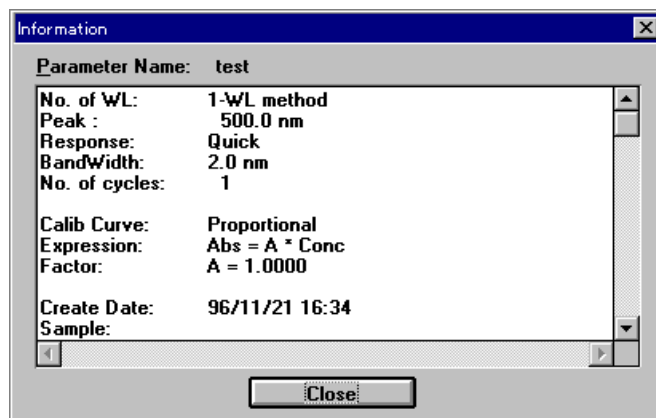 Information
Parameter Name: test
No. of WL: 1-WL method
Peak : 500.0 nm
Response: Quick
BandWidth: 2.0 nm
No. of cycles: 1
Calib Curve: Proportional
Expression: Abs = A * Conc
Factor: A = 1.0000
Create Date: 96/11/21 16:34
Sample:
Close